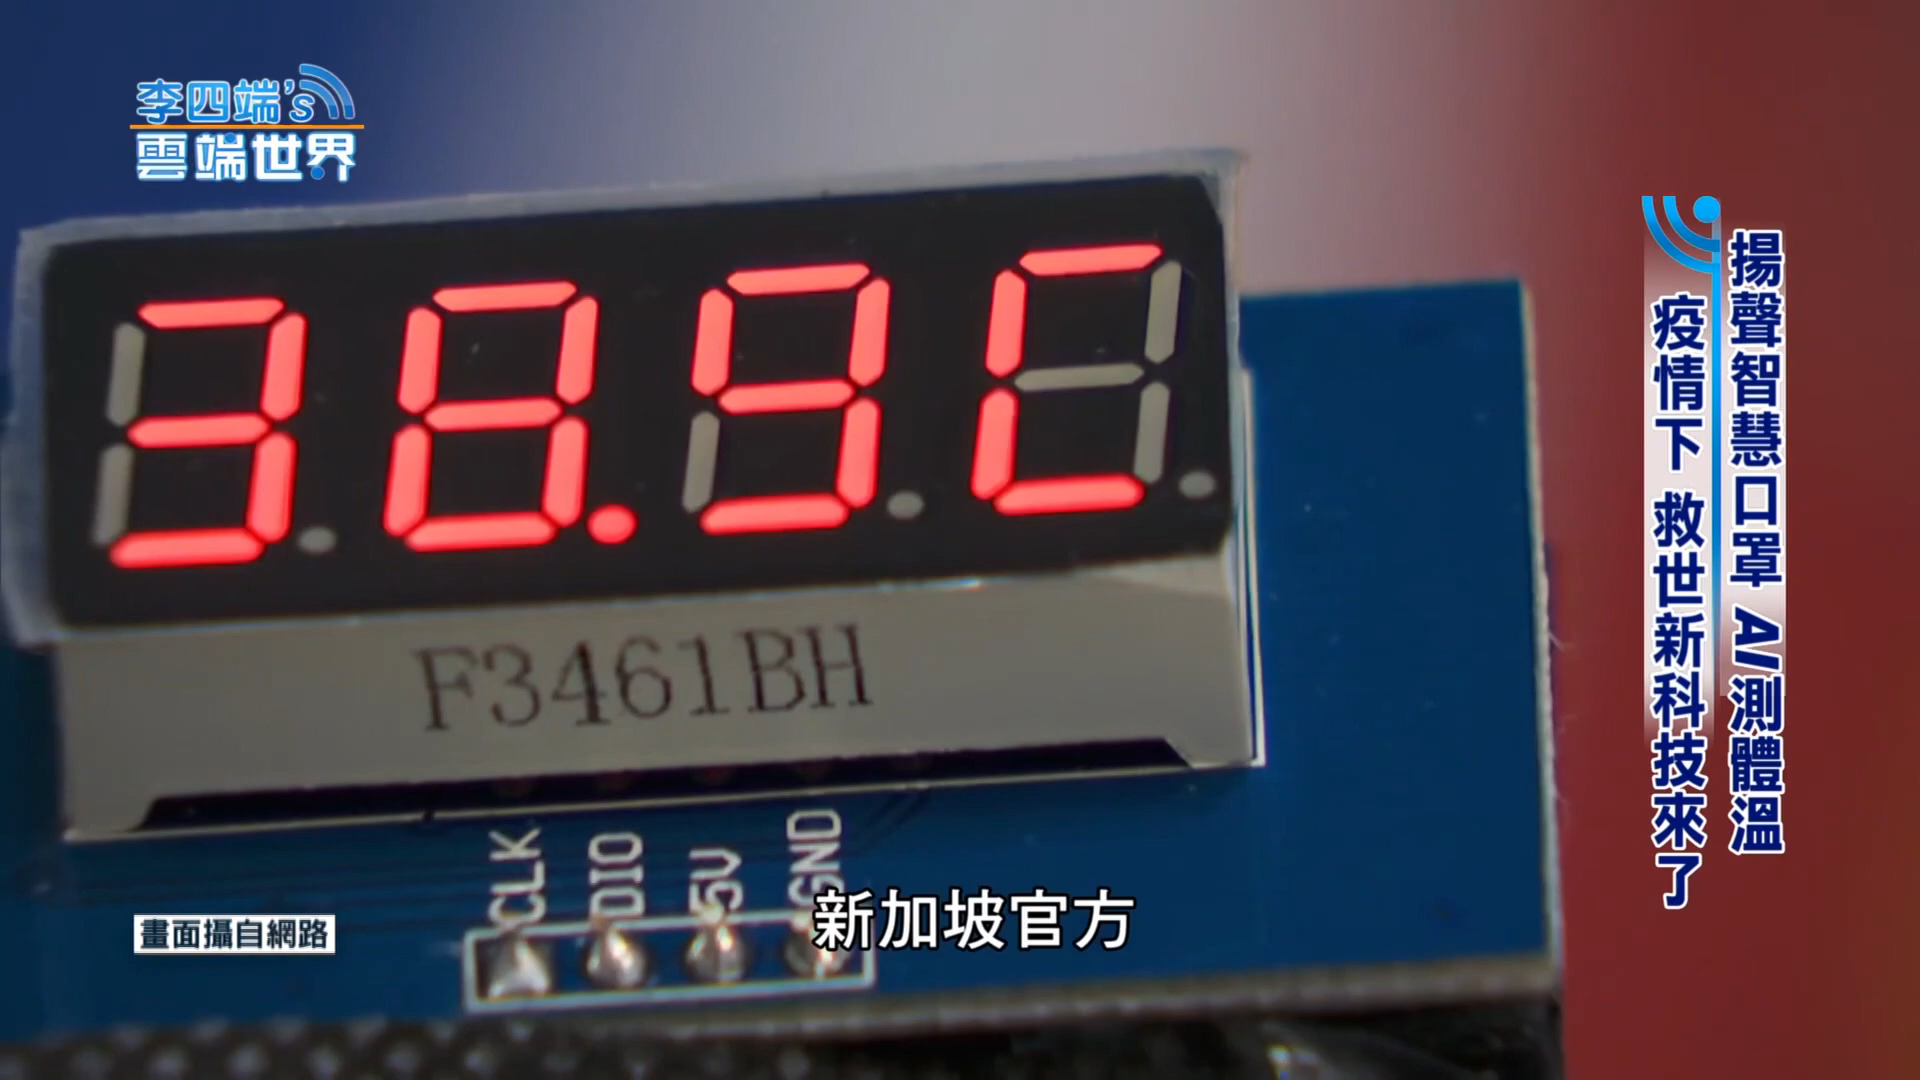 李四端's
雲端世界
揚聲智慧口罩 AI測體溫
疫情下 救世新科技來了
38.9C
F3461BH
CLK
DIO
5V
GND
新加坡官方
畫面攝自網路